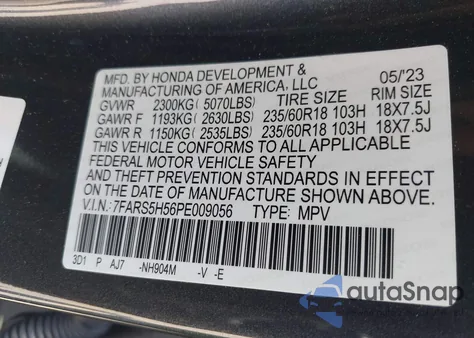 MFD. BY HONDA DEVELOPMENT &
MANUFACTURING OF AMERICA, LLC 05/'23
GVWR 2300KG( 5070LBS) TIRE SIZE RIM SIZE
GAWR F 1193KG (2630LBS) 235/60R18 103H 18X7.5J
GAWR R 1150KG( 2535LBS) 235/60R18 103H 18X7.5J
THIS VEHICLE CONFORMS TO ALL APPLICABLE
FEDERAL MOTOR VEHICLE SAFETY
AND THEFT PREVENTION STANDARDS IN EFFECT
ON THE DATE OF MANUFACTURE SHOWN ABOVE.
V.I.N.: 7FARS5H56PE009056 TYPE: MPV
3D1 P AJ7 -NH904M -V -E
autoSnap